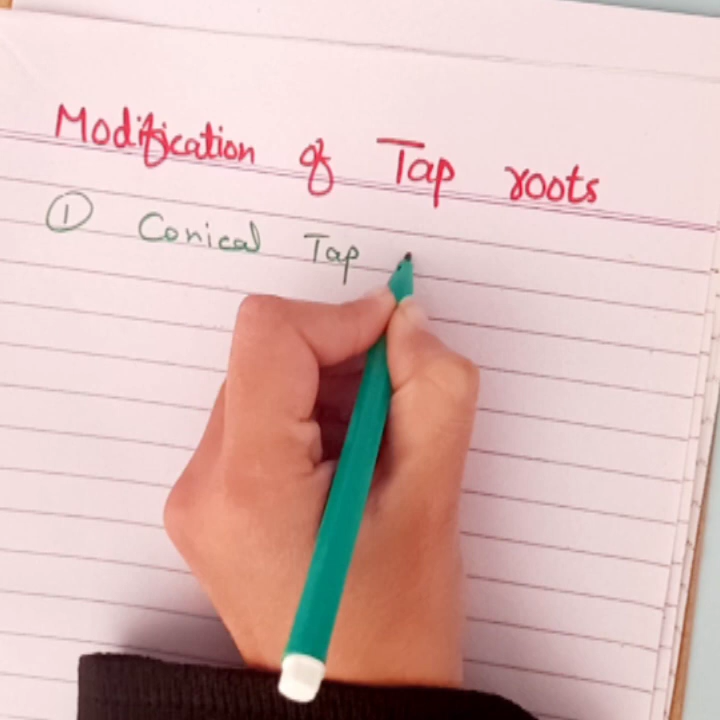 Modification of Tap roots
① Conical Tap